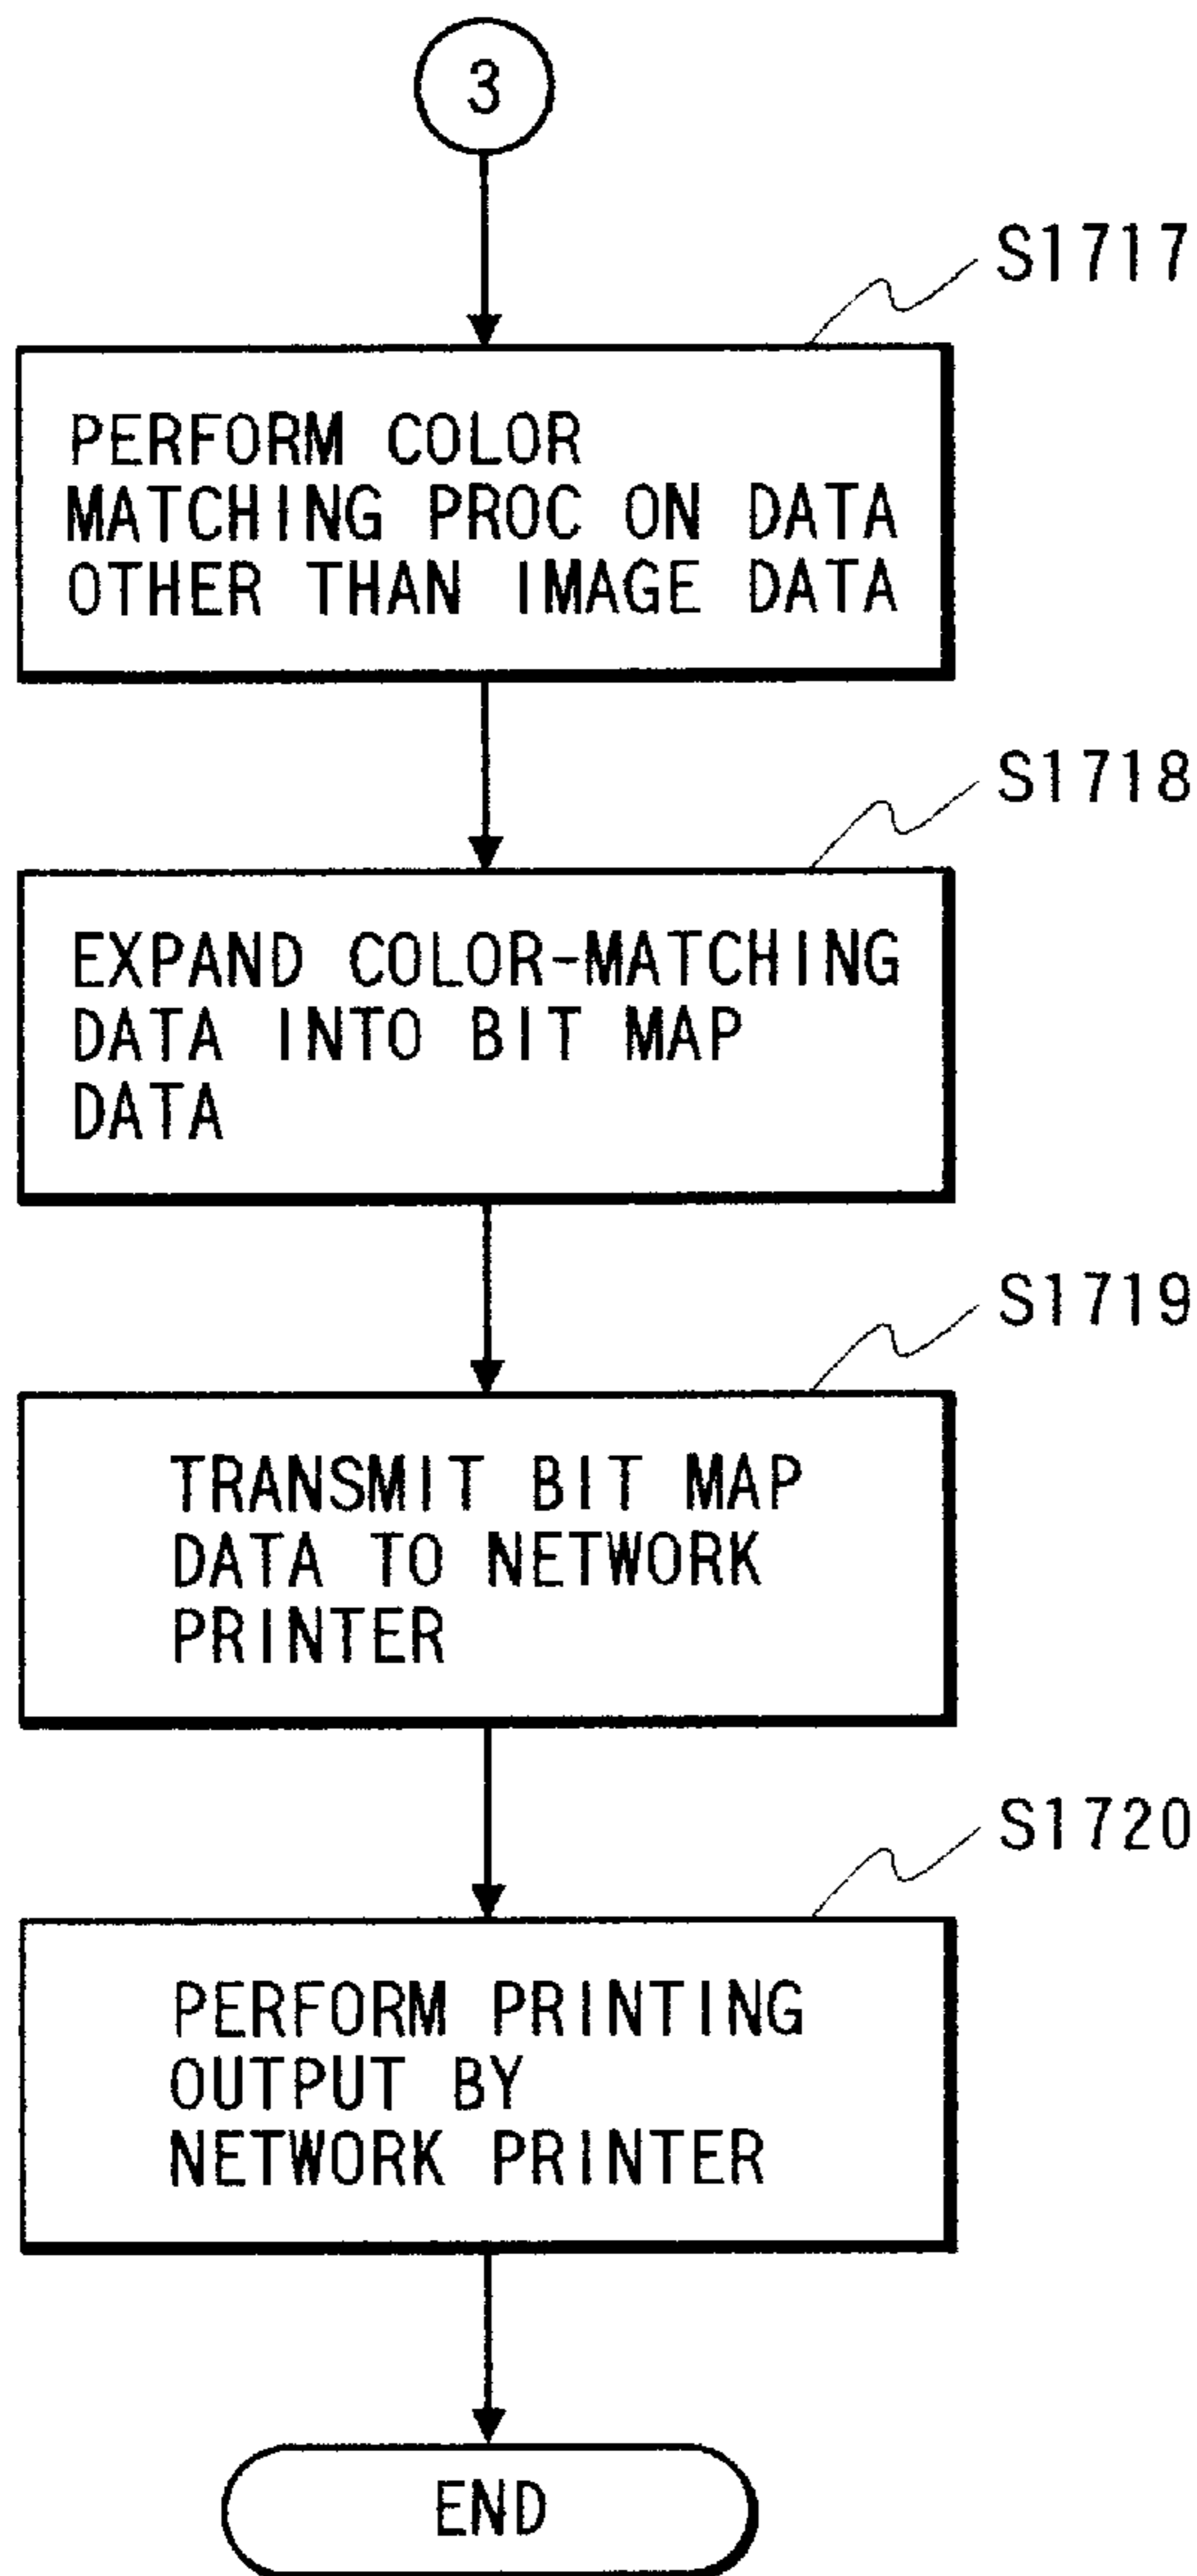 3
S1717
PERFORM COLOR
MATCHING PROC ON DATA
OTHER THAN IMAGE DATA
S1718
EXPAND COLOR-MATCHING
DATA INTO BIT MAP
DATA
S1719
TRANSMIT BIT MAP
DATA TO NETWORK
PRINTER
S1720
PERFORM PRINTING
OUTPUT BY
NETWORK PRINTER
END